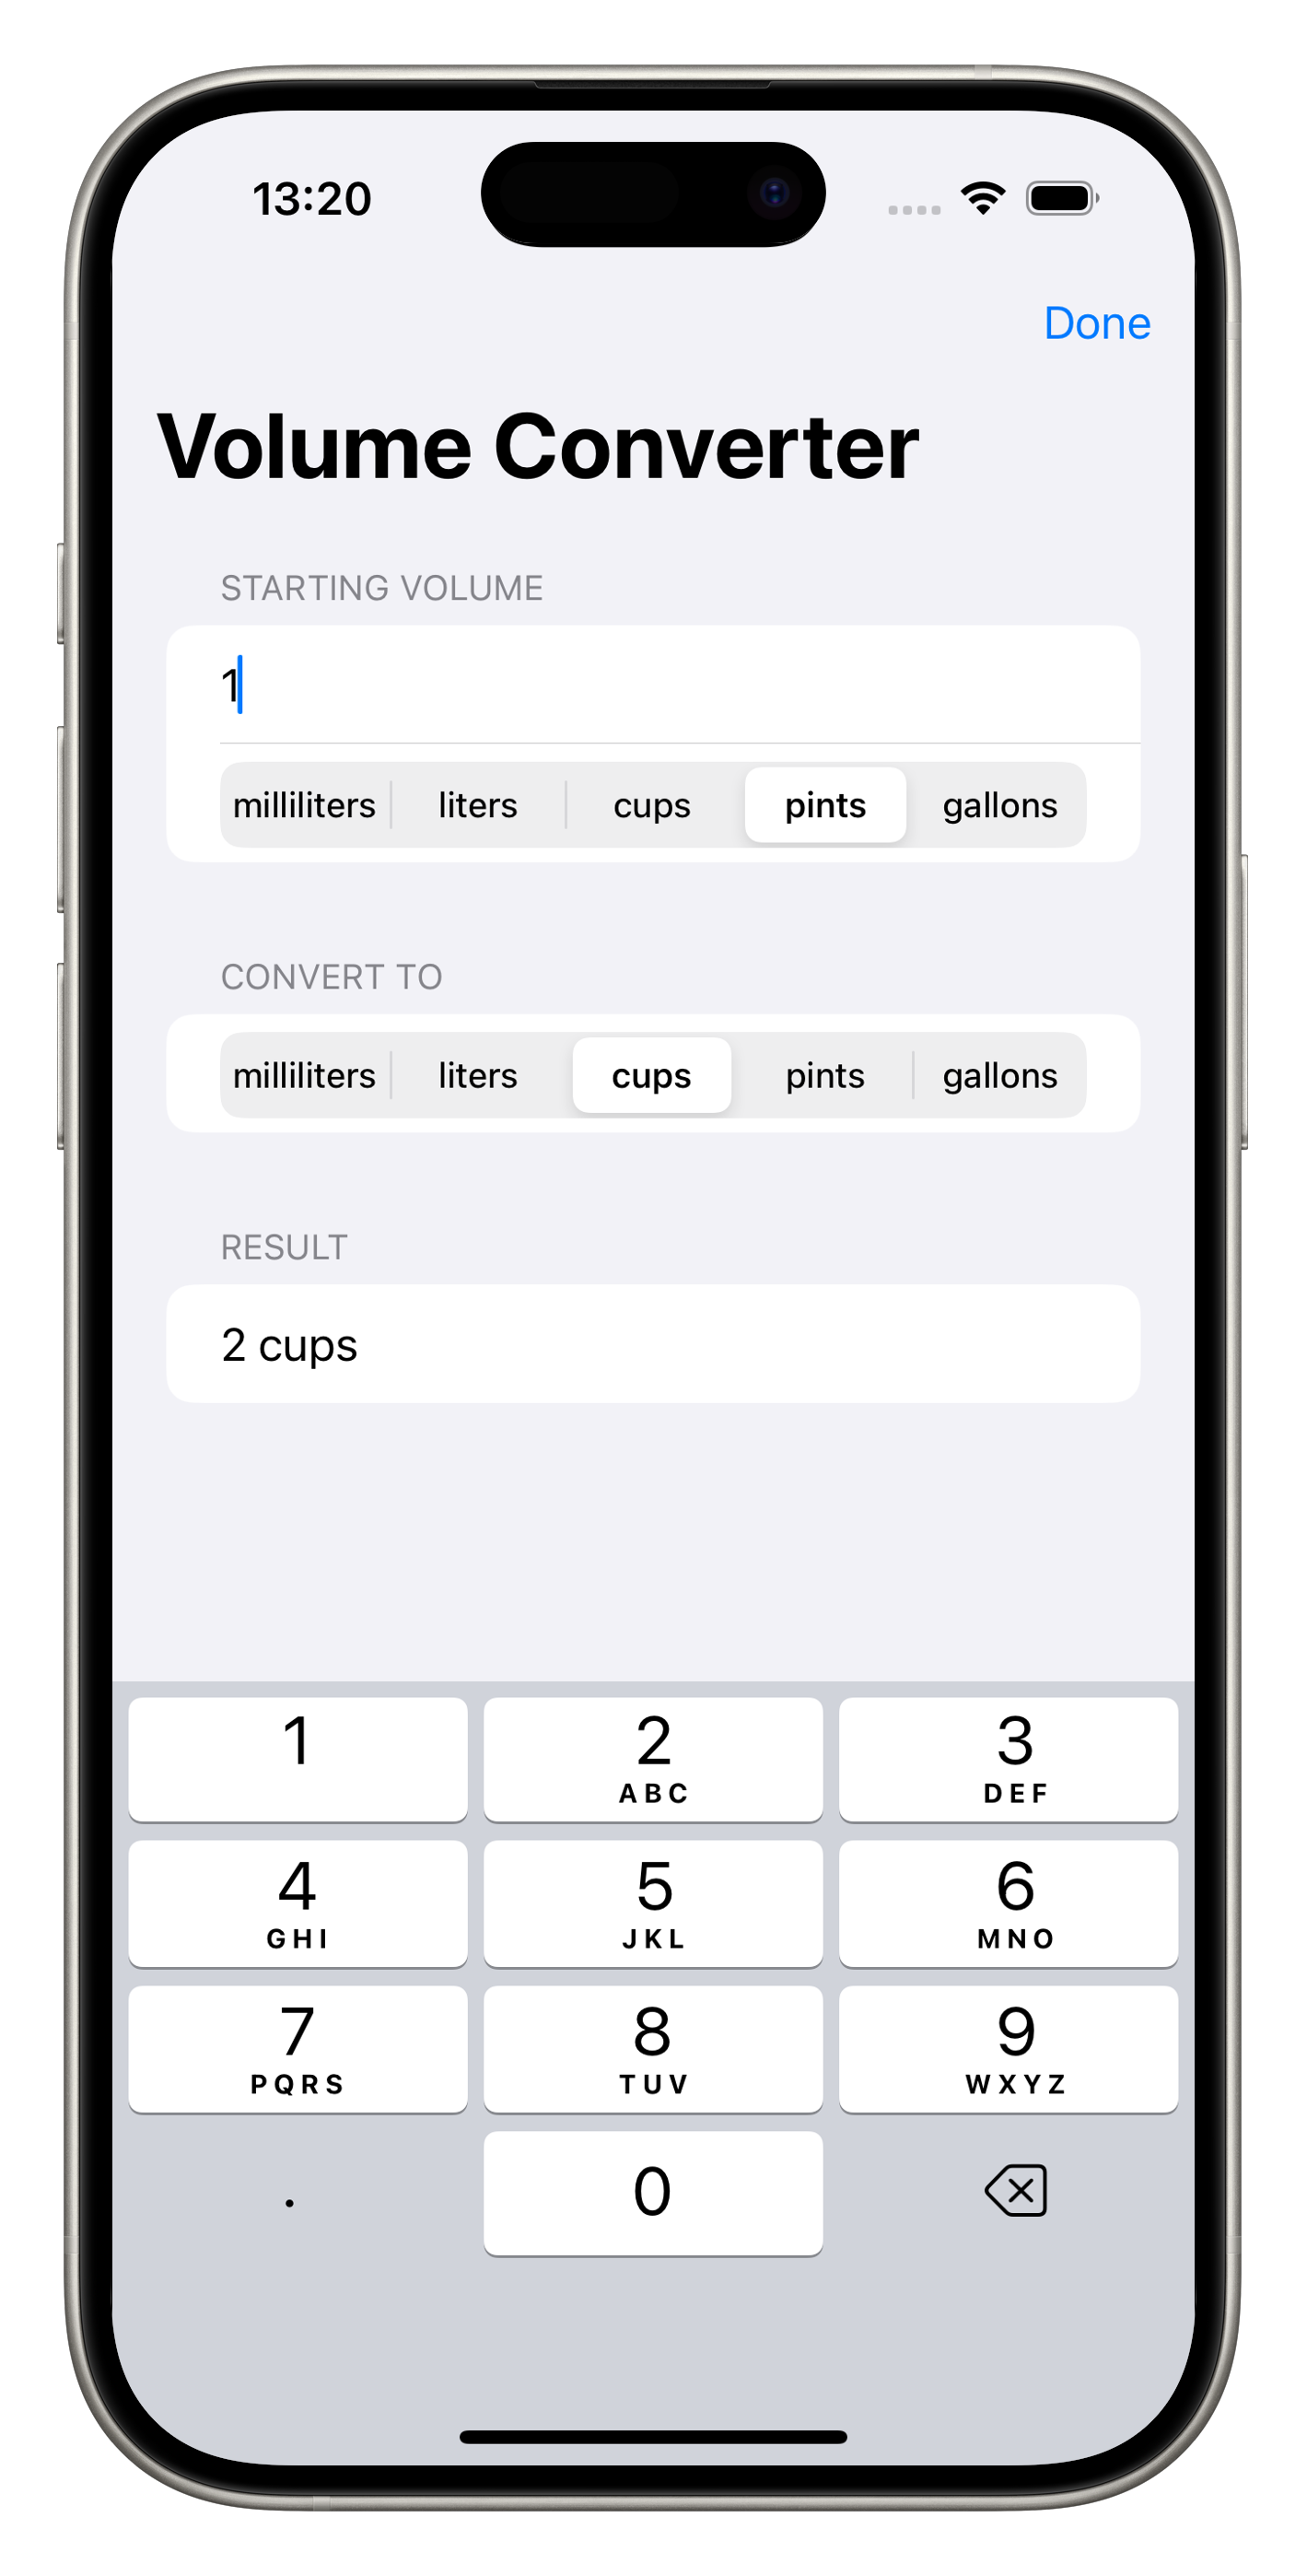 13:20
Done
Volume Converter
STARTING VOLUME
1
milliliters liters cups pints gallons
CONVERT TO
milliliters liters cups pints gallons
RESULT
2 cups
1 2 3
ABC DEF
4 5 6
GHI JKL MNO
7 8 9
PQRS TUV WXYZ
. 0